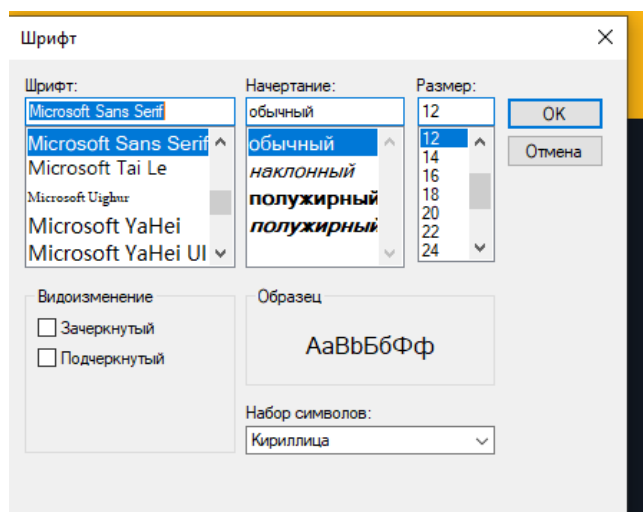 Шрифт
Шрифт:
Microsoft Sans Serif
Microsoft Sans Serif
Microsoft Tai Le
Microsoft Uighur
Microsoft YaHei
Microsoft YaHei UI
Начертание:
обычный
обычный
наклонный
полужирный
полужирный
Размер:
12
12
14
16
18
20
22
24
OK
Отмена
Видоизменение
Зачеркнутый
Подчеркнутый
Образец
АаВbБбФф
Набор символов:
Кириллица